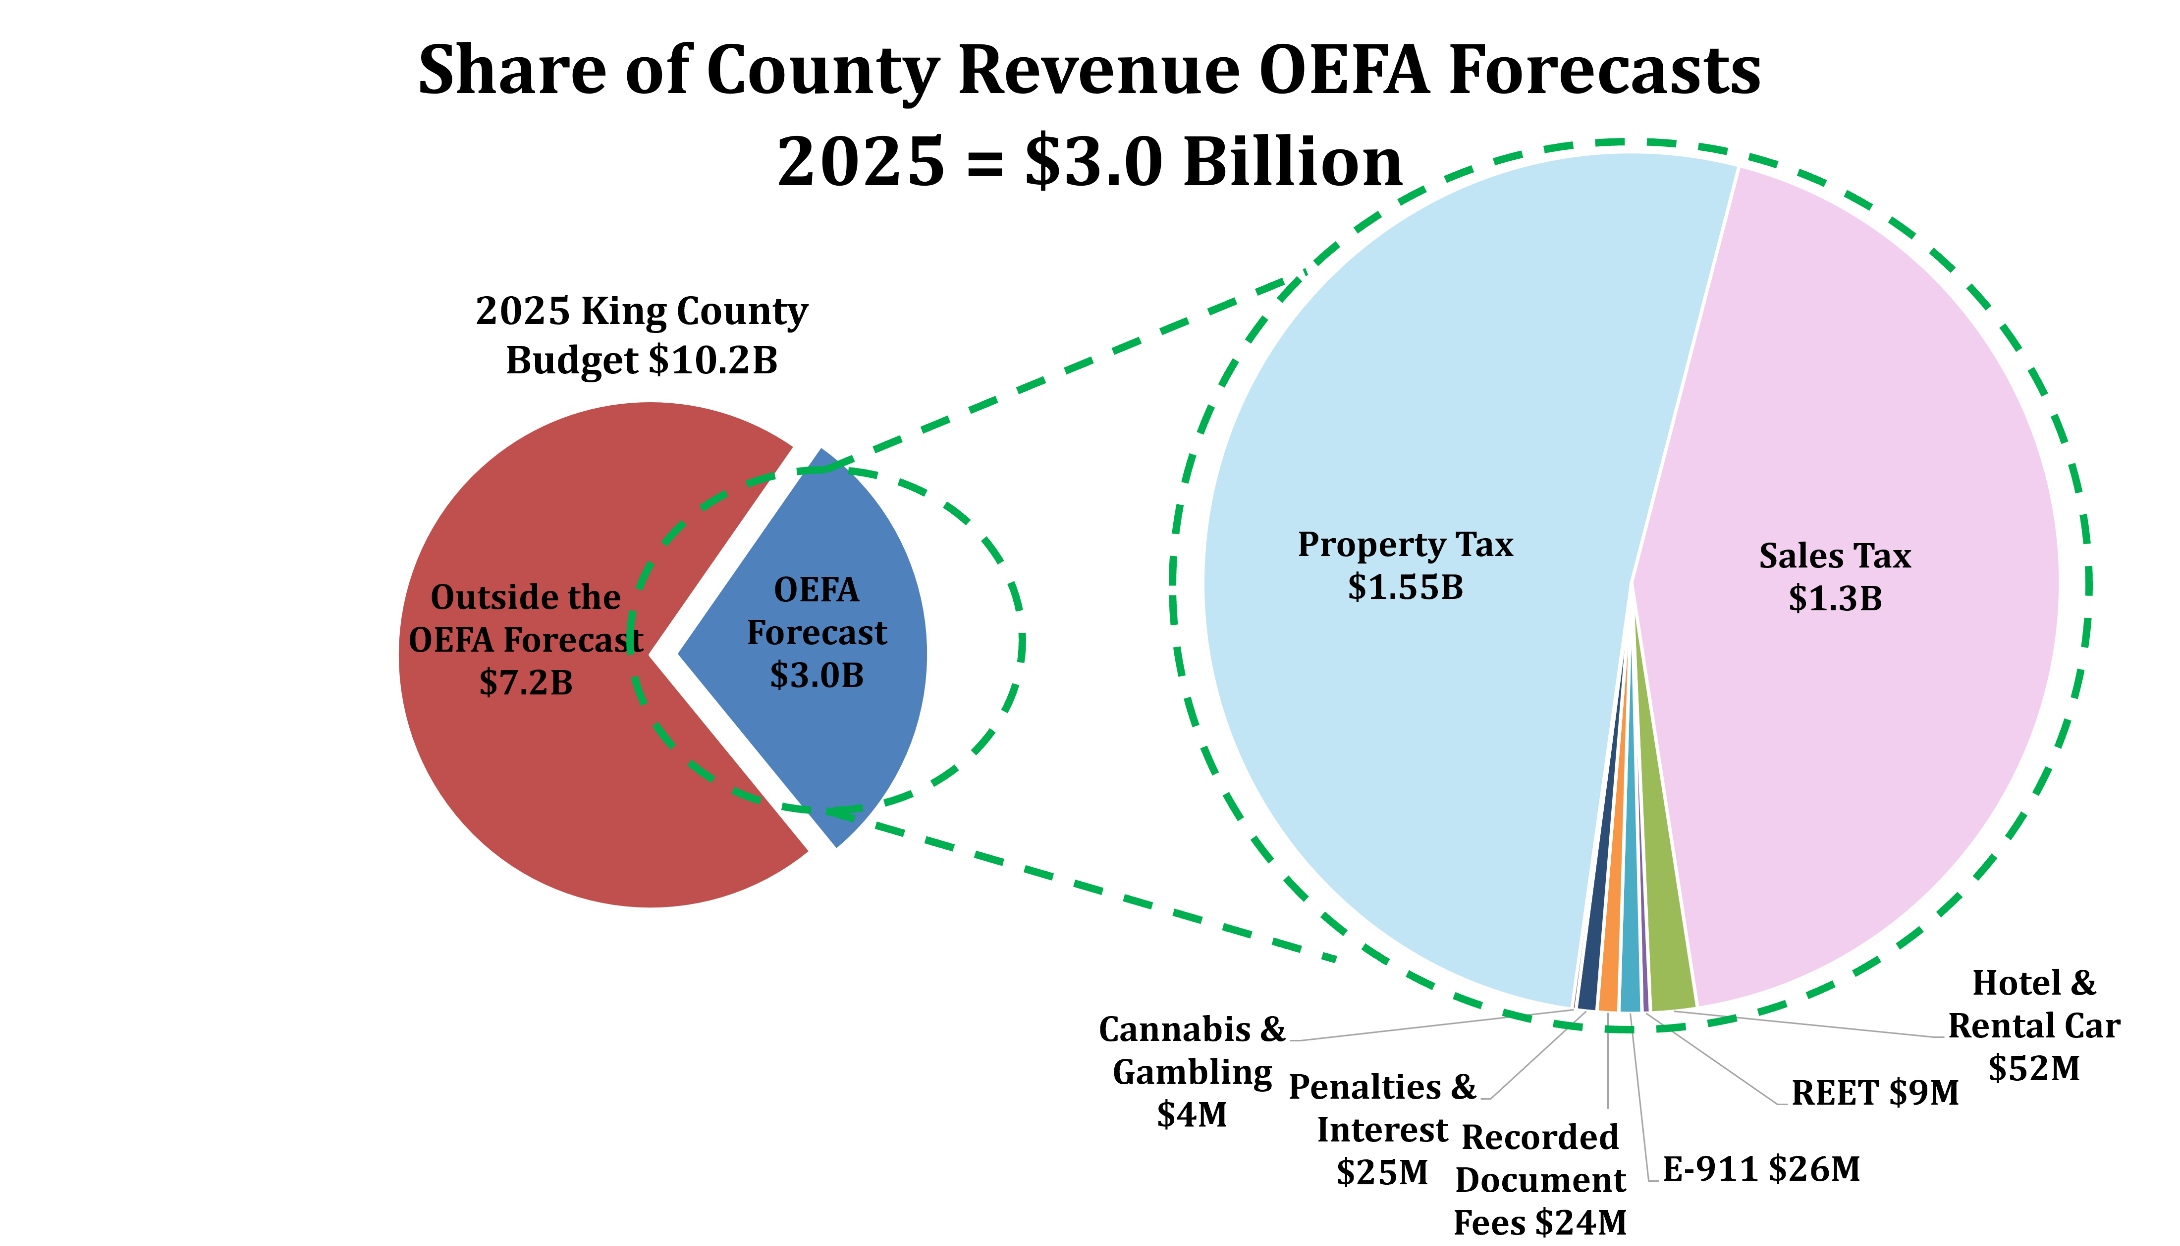 Share of County Revenue OEFA Forecasts
2025 = $3.0 Billion
2025 King County
Budget $10.2B
Outside the
OEFA Forecast
$7.2B
OEFA
Forecast
$3.0B
Property Tax
$1.55B
Sales Tax
$1.3B
Cannabis &
Gambling
$4M
Penalties &
Interest
$25M
Recorded
Document
Fees $24M
E-911 $26M
REET $9M
Hotel &
Rental Car
$52M